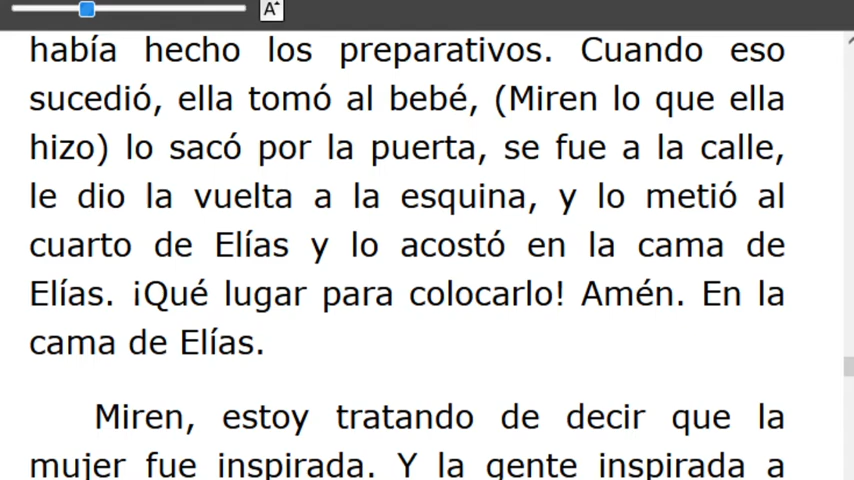 A
había hecho los preparativos. Cuando eso
sucedió, ella tomó al bebé, (Miren lo que ella
hizo) lo sacó por la puerta, se fue a la calle,
le dio la vuelta a la esquina, y lo metió al
cuarto de Elías y lo acostó en la cama de
Elías. ¡Qué lugar para colocarlo! Amén. En la
cama de Elías.
Miren, estoy tratando de decir que la
mujer fue inspirada. Y la gente inspirada a